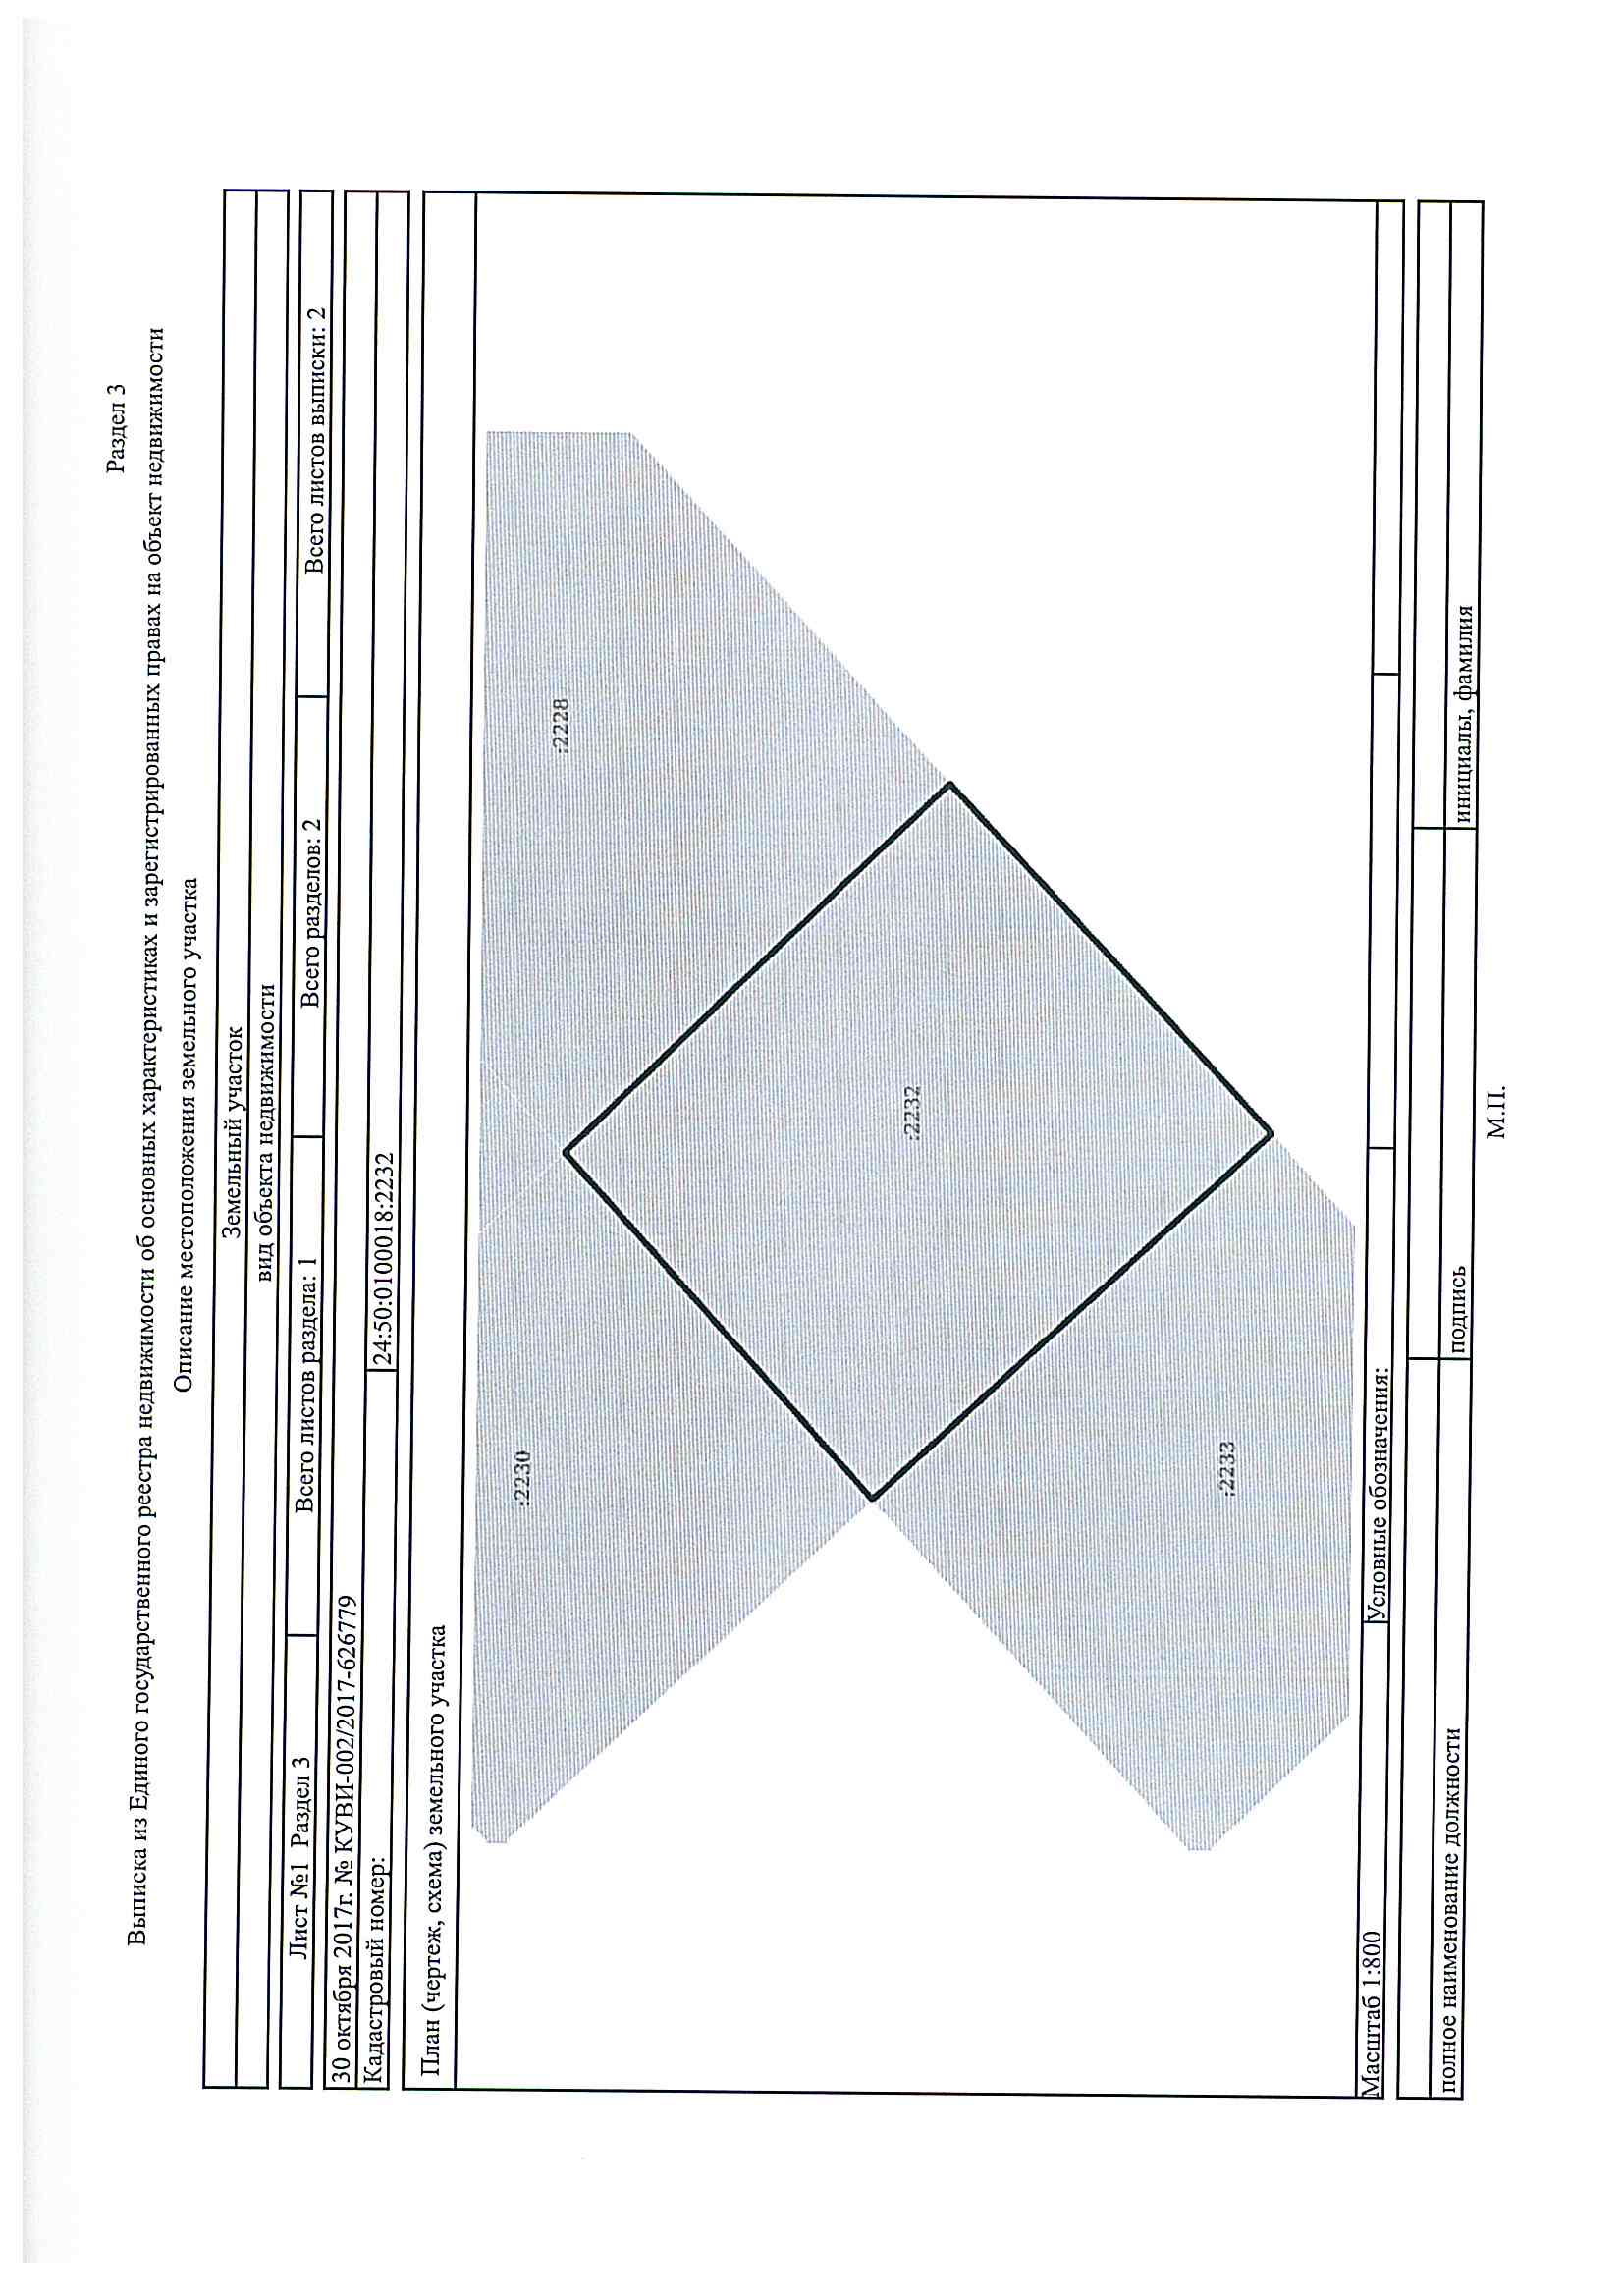 Раздел 3
Выписка из Единого государственного реестра недвижимости об основных характеристиках и зарегистрированных правах на объект недвижимости
Описание местоположения земельного участка
Земельный участок
вид объекта недвижимости
Лист №1 Раздел 3
Всего листов раздела: 1
Всего разделов: 2
Всего листов выписки: 2
30 октября 2017г. № КУВИ-002/2017-626779
Кадастровый номер:
24:50:0100018:2232
План (чертеж, схема) земельного участка
:2230
:2228
:2232
:2233
Масштаб 1:800
Условные обозначения:
полное наименование должности
подпись
инициалы, фамилия
М.П.